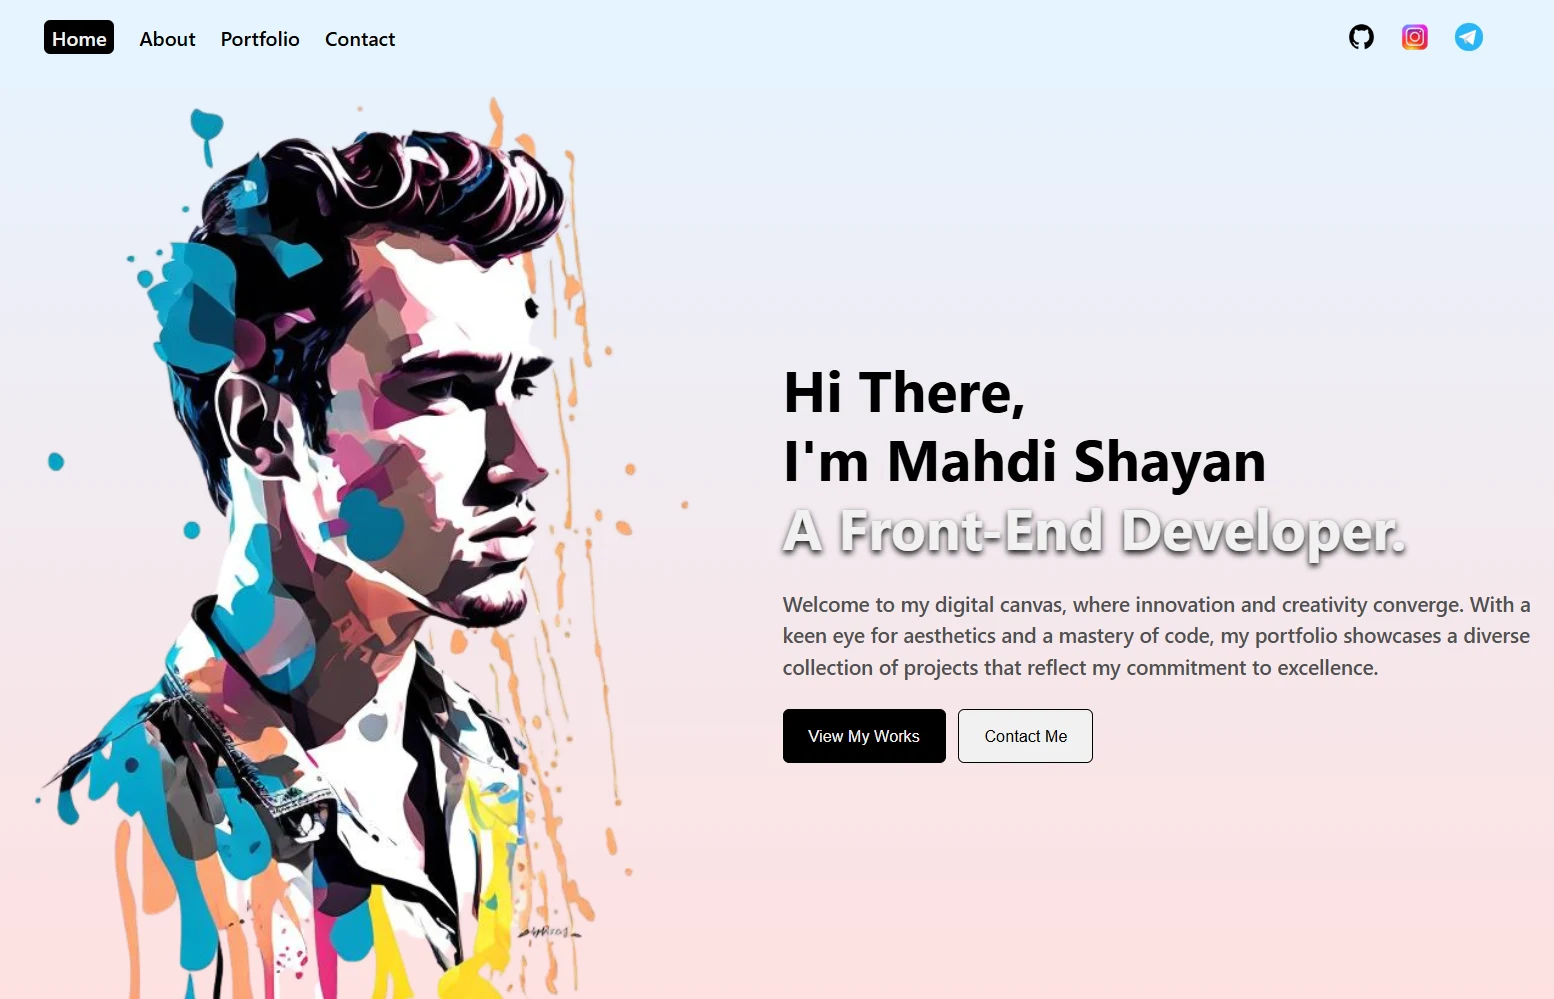 Home About Portfolio Contact
Hi There,
I'm Mahdi Shayan
A Front-End Developer.
Welcome to my digital canvas, where innovation and creativity converge. With a
keen eye for aesthetics and a mastery of code, my portfolio showcases a diverse
collection of projects that reflect my commitment to excellence.
View My Works Contact Me